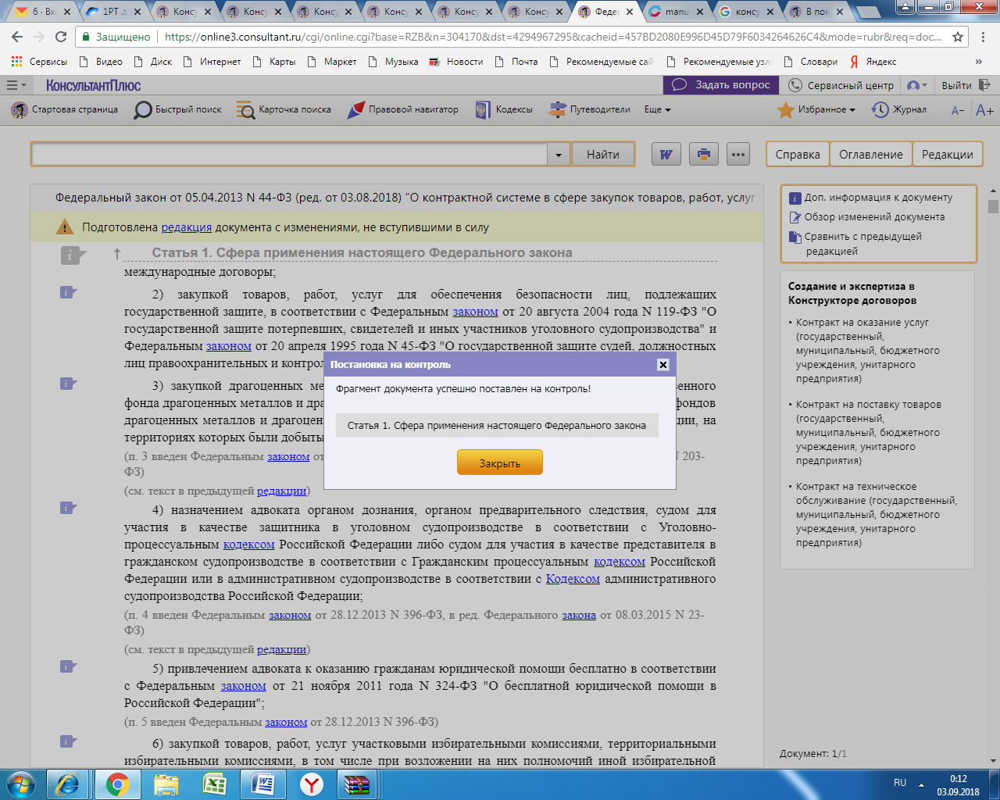 6 · Вх
1РТ .
Консу
Конс
Конс
Конс
Конс
Конс
Федер
manu
консу
В пом
Защищено
https://online3.consultant.ru/cgi/online.cgi?base=RZB&n=304170&dst=4294967295&cacheid=457BD2080E996D45D79F6034264626C4&mode=rubr&req=doc...
Сервисы
Видео
Диск
Интернет
Карты
Маркет
Музыка
Новости
Почта
Рекомендуемые сай
Рекомендуемые узл
Словари
Яндекс
»
КонсультантПлюс
Задать вопрос
Сервисный центр
Выйти
Стартовая страница
Быстрый поиск
Карточка поиска
Правовой навигатор
Кодексы
Путеводители
Еще
Избранное
Журнал
A−
A+
Найти
W
Справка
Оглавление
Редакции
Федеральный закон от 05.04.2013 N 44-ФЗ (ред. от 03.08.2018) "О контрактной системе в сфере закупок товаров, работ, услуг
Подготовлена редакция документа с изменениями, не вступившими в силу
Статья 1. Сфера применения настоящего Федерального закона
международные договоры;
2) закупкой товаров, работ, услуг для обеспечения безопасности лиц, подлежащих
государственной защите, в соответствии с Федеральным законом от 20 августа 2004 года N 119-ФЗ "О
государственной защите потерпевших, свидетелей и иных участников уголовного судопроизводства" и
Федеральным законом от 20 апреля 1995 года N 45-ФЗ "О государственной защите судей, должностных
лиц правоохранительных и контрол
3) закупкой драгоценных ме
венного
фонда драгоценных металлов и дра
фондов
драгоценных металлов и драгоцен
ции, на
территориях которых были добыты
(п. 3 введен Федеральным законом от
N 203-
ФЗ)
(см. текст в предыдущей редакции)
4) назначением адвоката органом дознания, органом предварительного следствия, судом для
участия в качестве защитника в уголовном судопроизводстве в соответствии с Уголовно-
процессуальным кодексом Российской Федерации либо судом для участия в качестве представителя в
гражданском судопроизводстве в соответствии с Гражданским процессуальным кодексом Российской
Федерации или в административном судопроизводстве в соответствии с Кодексом административного
судопроизводства Российской Федерации;
(п. 4 введен Федеральным законом от 28.12.2013 N 396-ФЗ, в ред. Федерального закона от 08.03.2015 N 23-
ФЗ)
(см. текст в предыдущей редакции)
5) привлечением адвоката к оказанию гражданам юридической помощи бесплатно в соответствии
с Федеральным законом от 21 ноября 2011 года N 324-ФЗ "О бесплатной юридической помощи в
Российской Федерации";
(п. 5 введен Федеральным законом от 28.12.2013 N 396-ФЗ)
6) закупкой товаров, работ, услуг участковыми избирательными комиссиями, территориальными
избирательными комиссиями, в том числе при возложении на них полномочий иной избирательной
Постановка на контроль
Фрагмент документа успешно поставлен на контроль!
Статья 1. Сфера применения настоящего Федерального закона
Закрыть
Доп. информация к документу
Обзор изменений документа
Сравнить с предыдущей
редакцией
Создание и экспертиза в
Конструкторе договоров
• Контракт на оказание услуг
(государственный,
муниципальный, бюджетного
учреждения, унитарного
предприятия)
• Контракт на поставку товаров
(государственный,
муниципальный, бюджетного
учреждения, унитарного
предприятия)
• Контракт на техническое
обслуживание (государственный,
муниципальный, бюджетного
учреждения, унитарного
предприятия)
Документ: 1/1
RU
0:12
03.09.2018